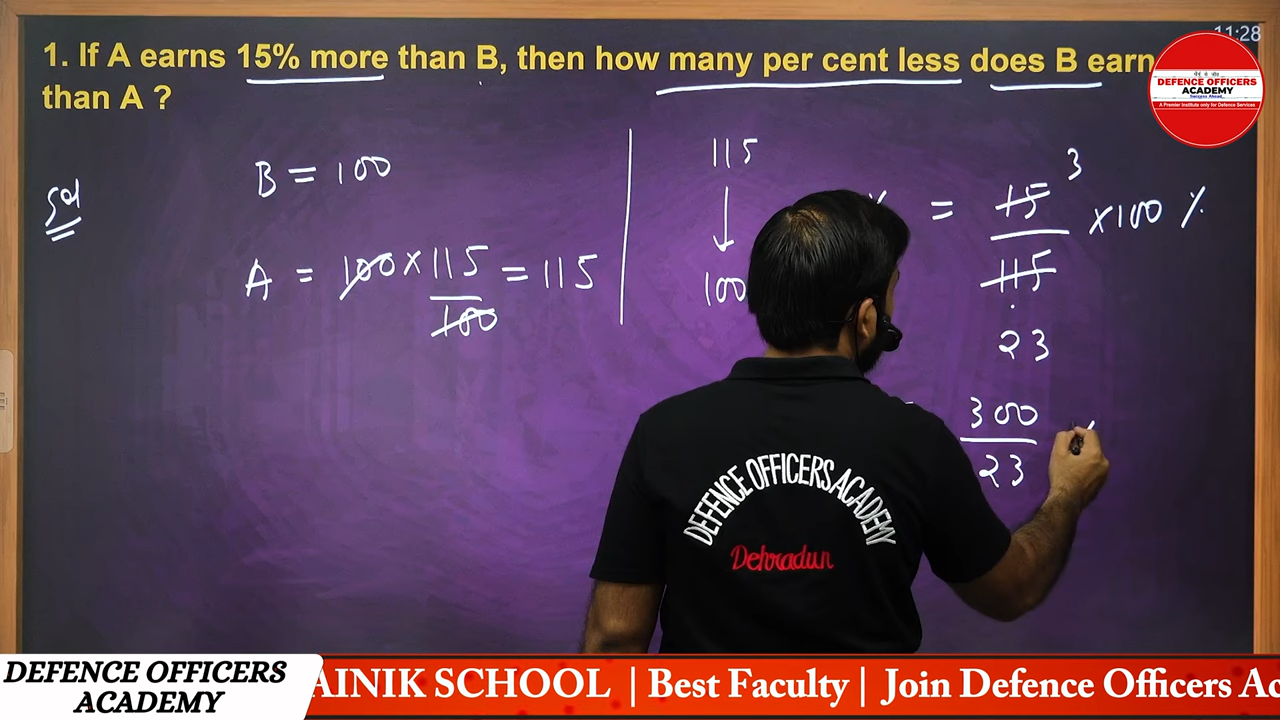 11:28
1. If A earns 15% more than B, then how many per cent less does B earn
than A ?
DEFENCE OFFICERS
ACADEMY
A Premier Institute only for Defence Services
Sol
B = 100
A = 100 × 115 / 100 = 115
115
↓
100
% = 15 / 115 × 100 %
3
23
300 / 23
DEFENCE OFFICERS ACADEMY
Dehradun
DEFENCE OFFICERS
ACADEMY
AINIK SCHOOL | Best Faculty | Join Defence Officers Ac